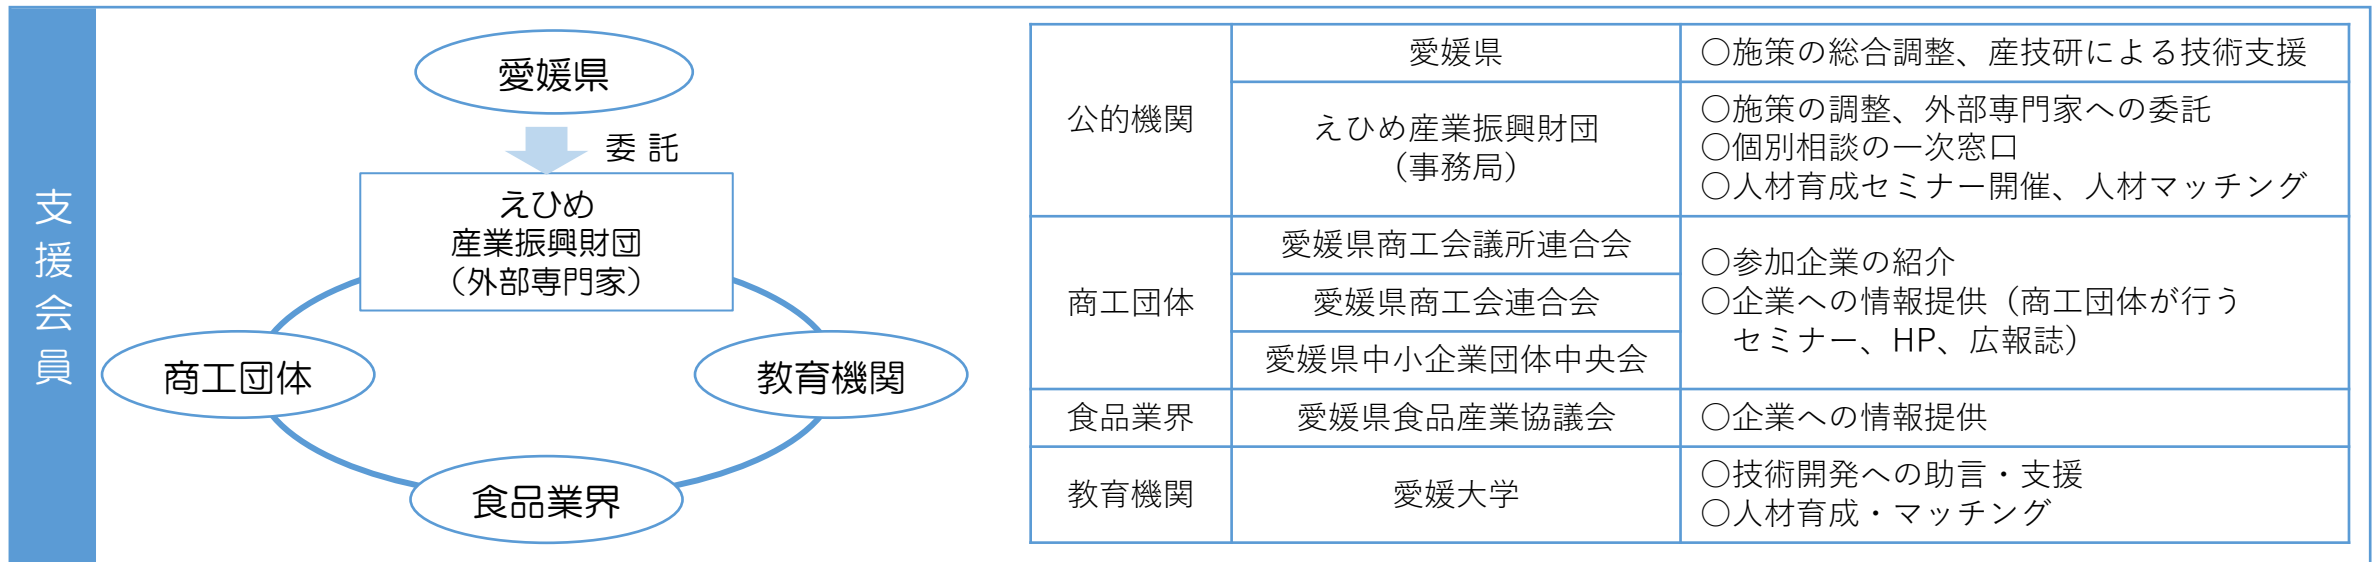 支援会員
愛媛県
委 託
えひめ
産業振興財団
（外部専門家）
商工団体
教育機関
食品業界
公的機関
愛媛県
○施策の総合調整、産技研による技術支援
えひめ産業振興財団
（事務局）
○施策の調整、外部専門家への委託
○個別相談の一次窓口
○人材育成セミナー開催、人材マッチング
商工団体
愛媛県商工会議所連合会
愛媛県商工会連合会
愛媛県中小企業団体中央会
○参加企業の紹介
○企業への情報提供（商工団体が行う
セミナー、HP、広報誌）
食品業界
愛媛県食品産業協議会
○企業への情報提供
教育機関
愛媛大学
○技術開発への助言・支援
○人材育成・マッチング